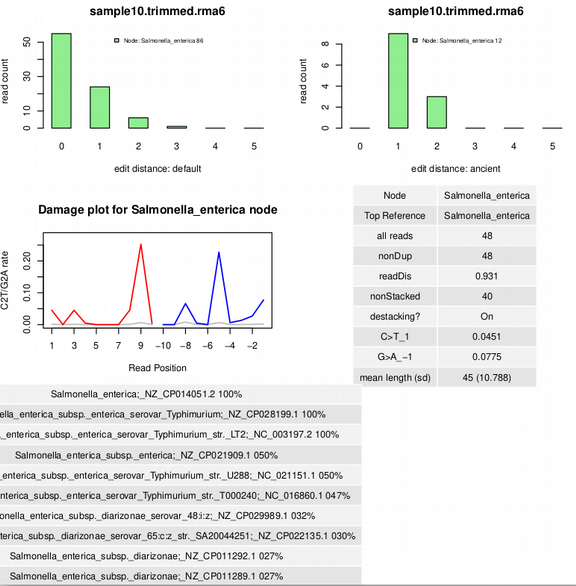 sample10.trimmed.rma6
read count
50
30
10
0
Node: Salmonella_enterica 86
0 1 2 3 4 5
edit distance: default
sample10.trimmed.rma6
read count
8
6
4
2
0
Node: Salmonella_enterica 12
0 1 2 3 4 5
edit distance: ancient
Damage plot for Salmonella_enterica node
C2T/G2A rate
0.20
0.10
0.00
1 3 5 7 9 −10 −8 −6 −4 −2
Read Position
Node Salmonella_enterica
Top Reference Salmonella_enterica
all reads 48
nonDup 48
readDis 0.931
nonStacked 40
destacking? On
C>T_1 0.0451
G>A_−1 0.0775
mean length (sd) 45 (10.788)
Salmonella_enterica;_NZ_CP014051.2 100%
ella_enterica_subsp._enterica_serovar_Typhimurium;_NZ_CP028199.1 100%
_enterica_subsp._enterica_serovar_Typhimurium_str._LT2;_NC_003197.2 100%
Salmonella_enterica_subsp._enterica;_NZ_CP021909.1 050%
enterica_subsp._enterica_serovar_Typhimurium_str._U288;_NC_021151.1 050%
nterica_subsp._enterica_serovar_Typhimurium_str._T000240;_NC_016860.1 047%
onella_enterica_subsp._diarizonae_serovar_48:i:z;_NZ_CP029989.1 032%
terica_subsp._diarizonae_serovar_65:c:z_str._SA20044251;_NZ_CP022135.1 030%
Salmonella_enterica_subsp._diarizonae;_NZ_CP011292.1 027%
Salmonella_enterica_subsp._diarizonae;_NZ_CP011289.1 027%